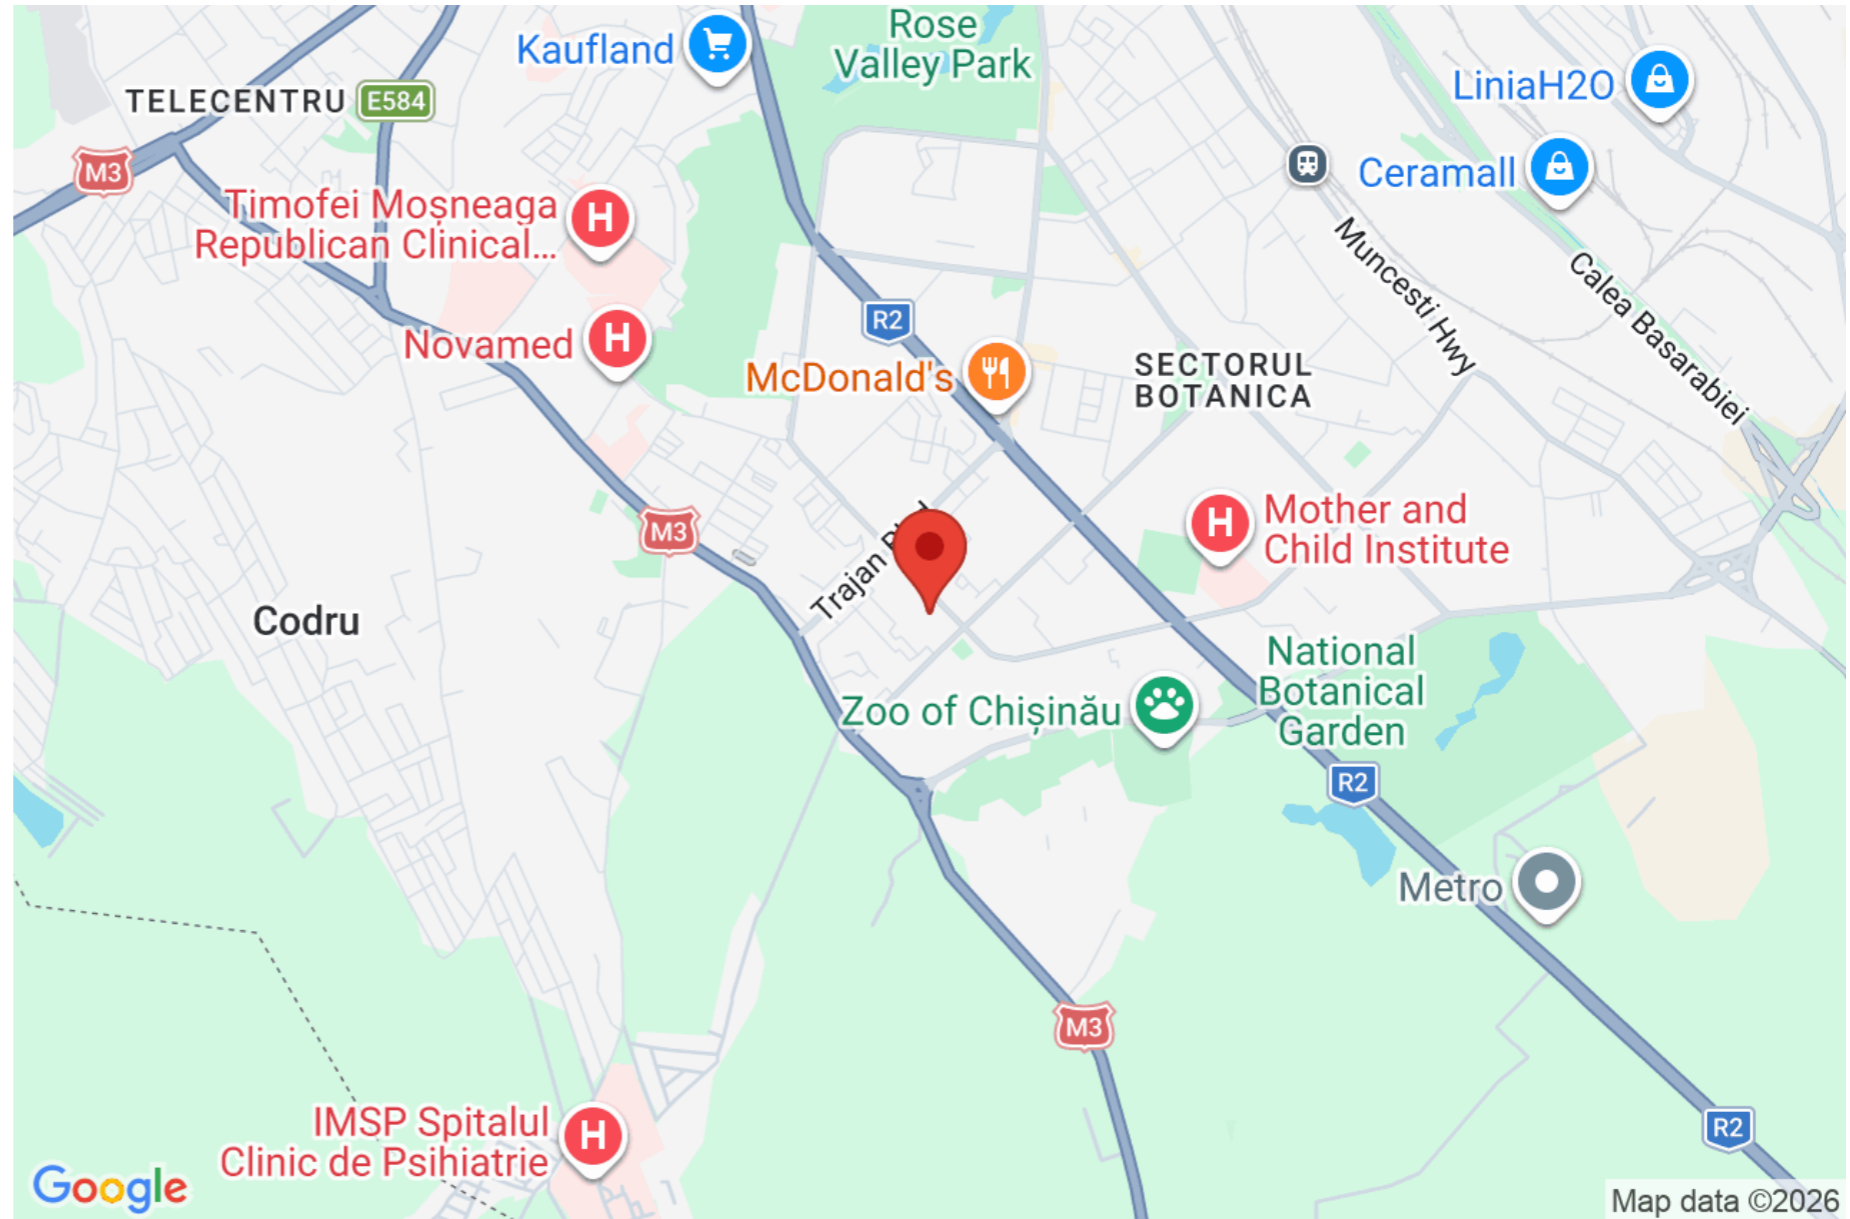 Rose
Valley Park
Kaufland
LiniaH2O
TELECENTRU
E584
M3
Ceramall
Timofei Moșneaga
Republican Clinical...
Muncesti Hwy
Calea Basarabiei
R2
Novamed
McDonald's
SECTORUL
BOTANICA
M3
Trajan
Mother and
Child Institute
Codru
National
Botanical
Garden
Zoo of Chișinău
R2
Metro
M3
IMSP Spitalul
Clinic de Psihiatrie
R2
Google
Map data ©2026